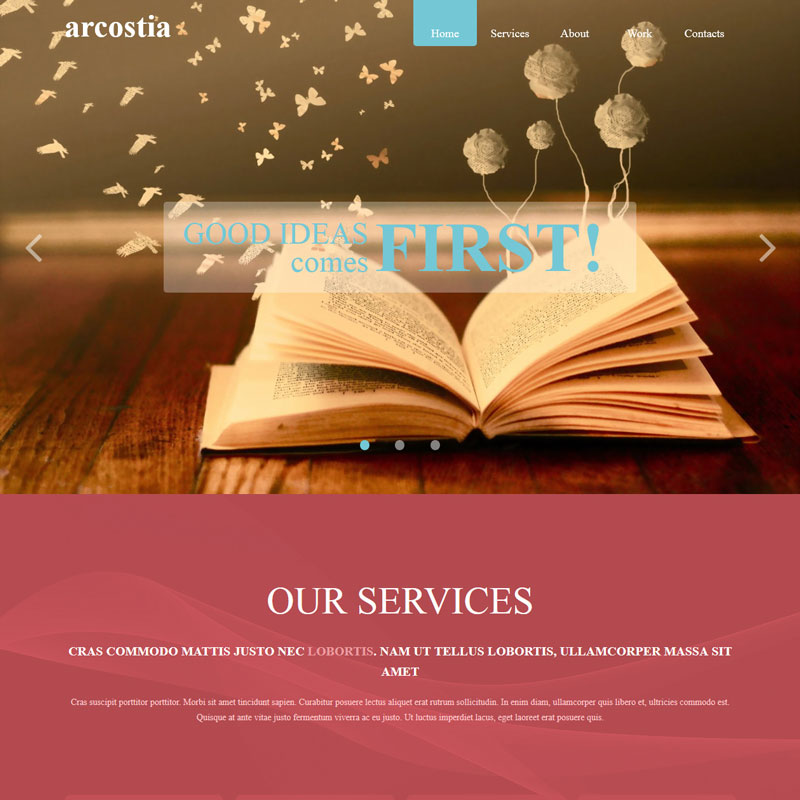 arcostia
Home Services About Work Contacts
GOOD IDEAS
comes FIRST!
OUR SERVICES
CRAS COMMODO MATTIS JUSTO NEC LOBORTIS. NAM UT TELLUS LOBORTIS, ULLAMCORPER MASSA SIT
AMET
Cras suscipit porttitor porttitor. Morbi sit amet tincidunt sapien. Curabitur posuere lectus aliquet erat rutrum sollicitudin. In enim diam, ullamcorper quis libero et, ultricies commodo est.
Quisque at ante vitae justo fermentum viverra ac eu justo. Ut luctus imperdiet lacus, eget laoreet erat posuere quis.